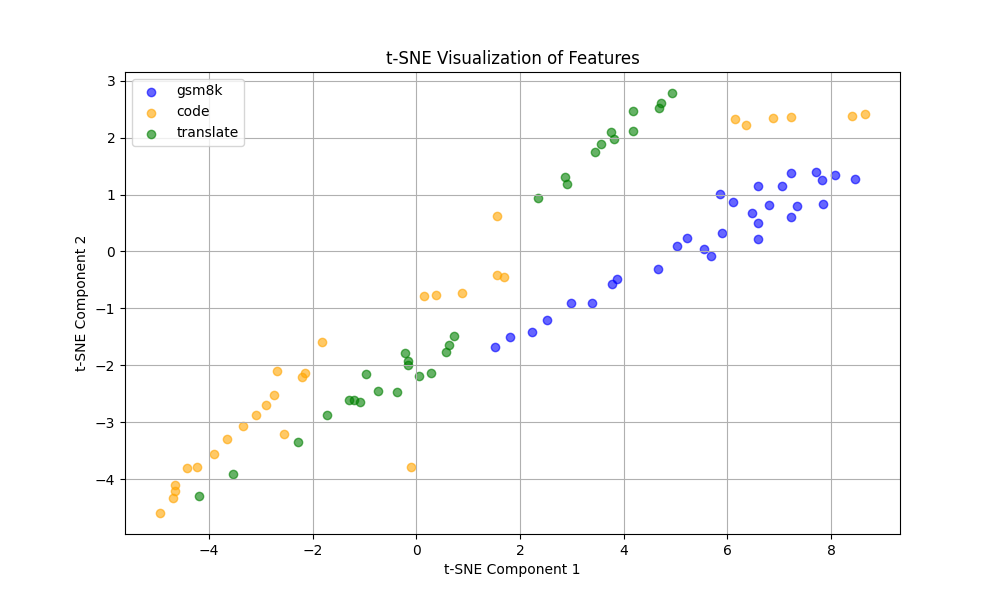 t-SNE Visualization of Features
gsm8k
code
translate
3
2
1
0
−1
−2
−3
−4
t-SNE Component 2
−4
−2
0
2
4
6
8
t-SNE Component 1